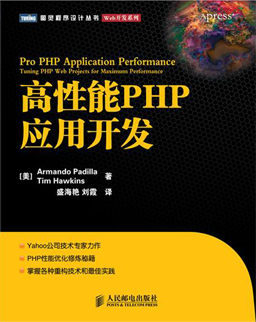 TURING 图灵程序设计丛书 Web开发系列
Apress®
Pro PHP Application Performance
Tuning PHP Web Projects for Maximum Performance
高性能PHP
应用开发
[美] Armando Padilla 著
Tim Hawkins
盛海艳 刘霞 译
Yahoo公司技术专家力作
PHP性能优化修炼秘籍
掌握各种重构技术和最佳实践
人民邮电出版社
POSTS & TELECOM PRESS